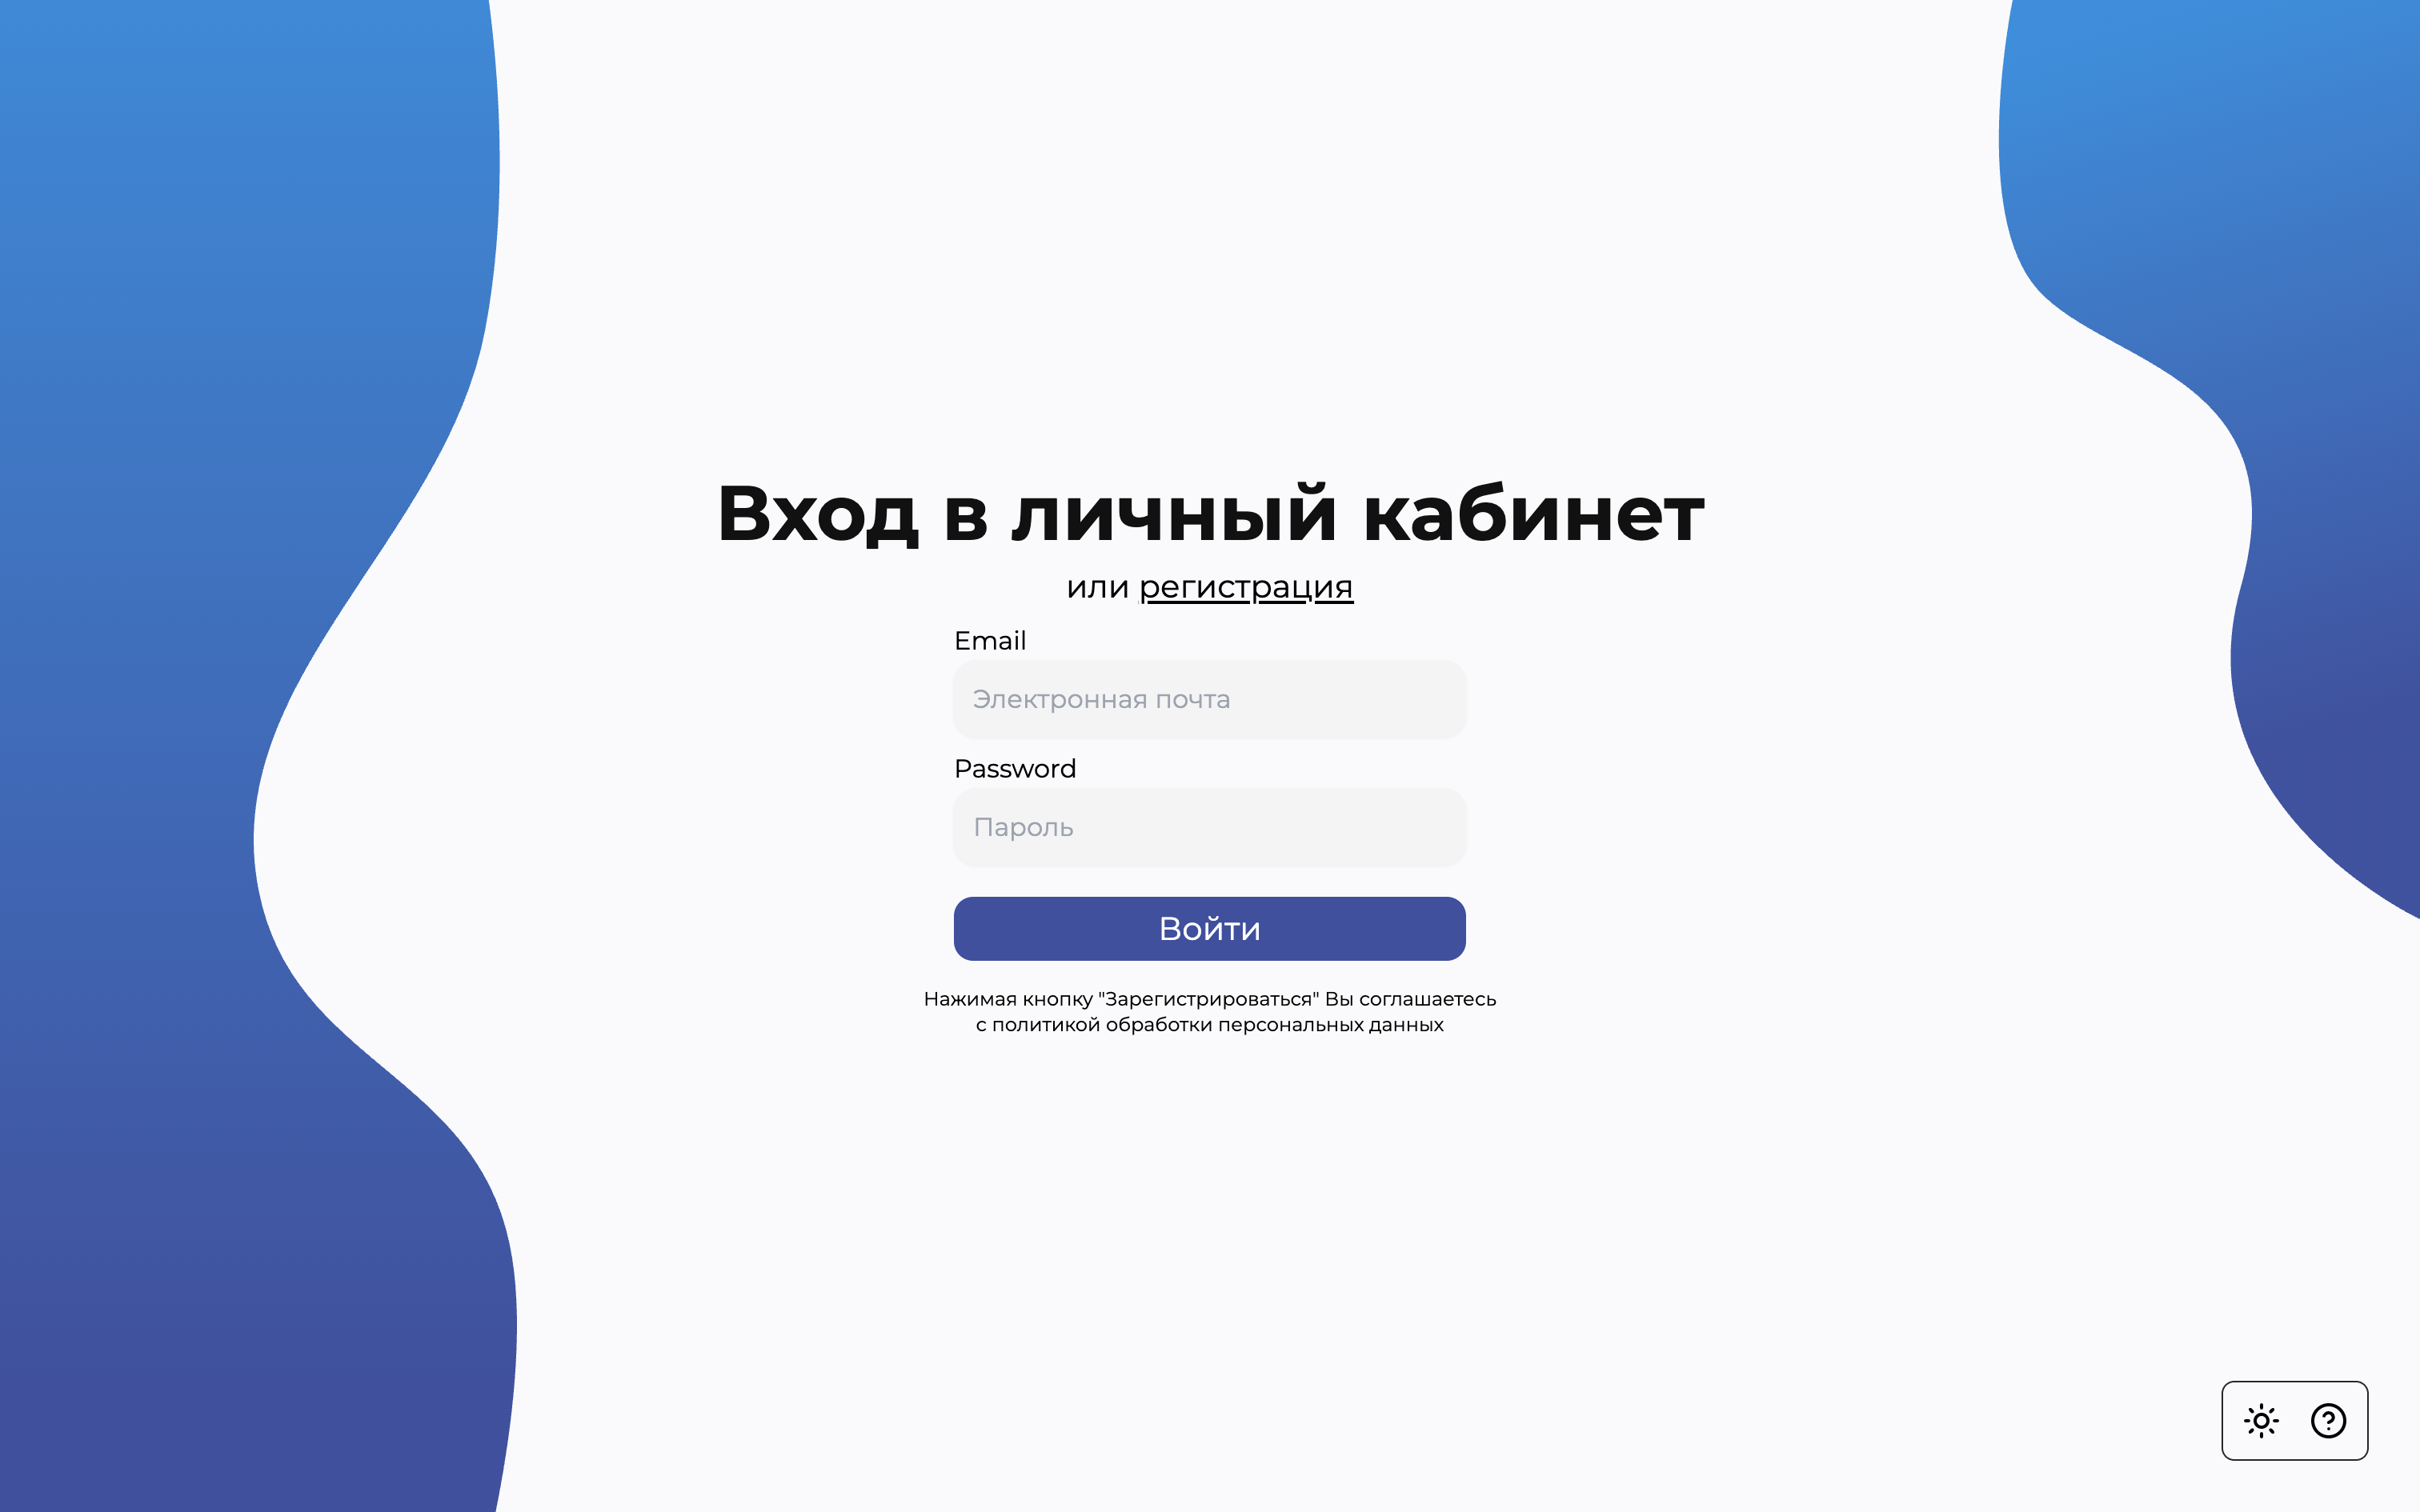 Вход в личный кабинет
или регистрация
Email
Электронная почта
Password
Пароль
Войти
Нажимая кнопку "Зарегистрироваться" Вы соглашаетесь
с политикой обработки персональных данных